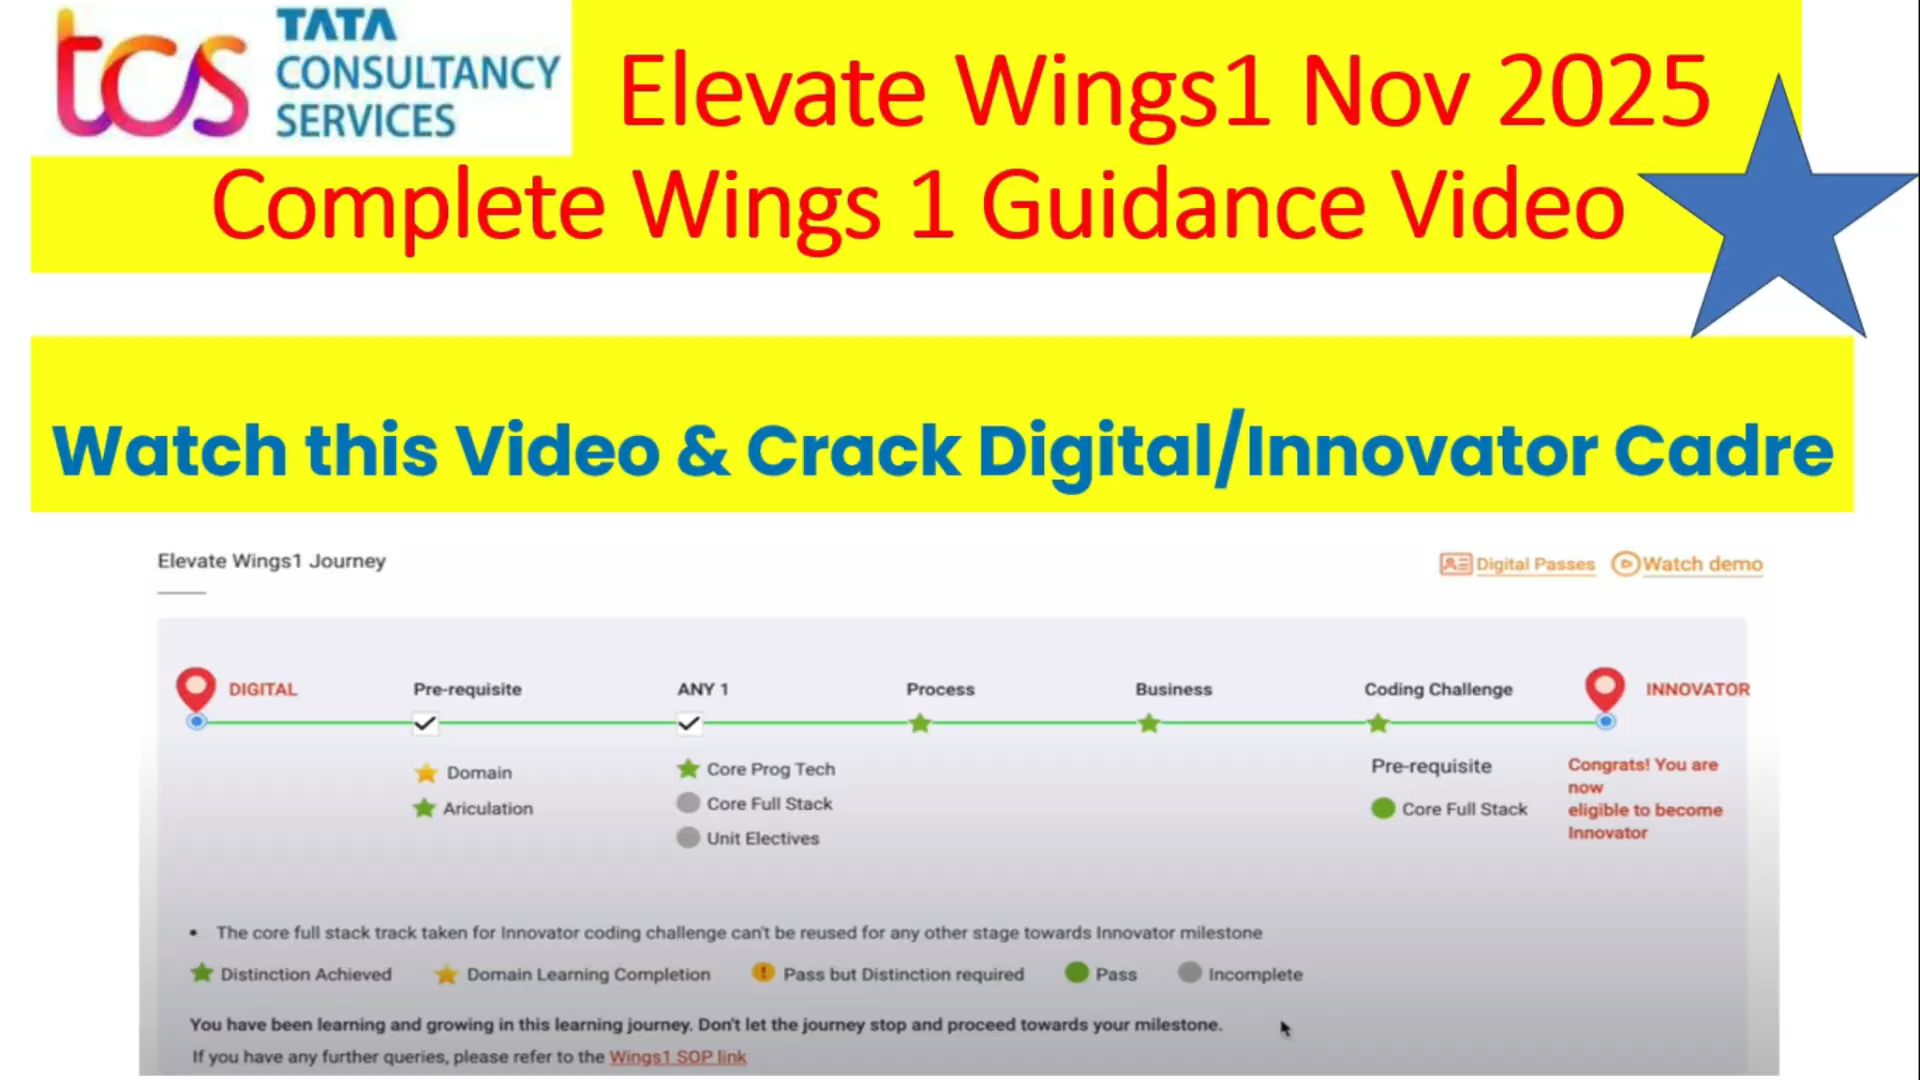 tcs TATA
CONSULTANCY
SERVICES
Elevate Wings1 Nov 2025
Complete Wings 1 Guidance Video
Watch this Video & Crack Digital/Innovator Cadre
Elevate Wings1 Journey
Digital Passes Watch demo
DIGITAL Pre-requisite ANY 1 Process Business Coding Challenge INNOVATOR
Domain
Ariculation
Core Prog Tech
Core Full Stack
Unit Electives
Pre-requisite
Core Full Stack
Congrats! You are
now
eligible to become
Innovator
• The core full stack track taken for Innovator coding challenge can't be reused for any other stage towards Innovator milestone
Distinction Achieved Domain Learning Completion Pass but Distinction required Pass Incomplete
You have been learning and growing in this learning journey. Don't let the journey stop and proceed towards your milestone.
If you have any further queries, please refer to the Wings1 SOP link